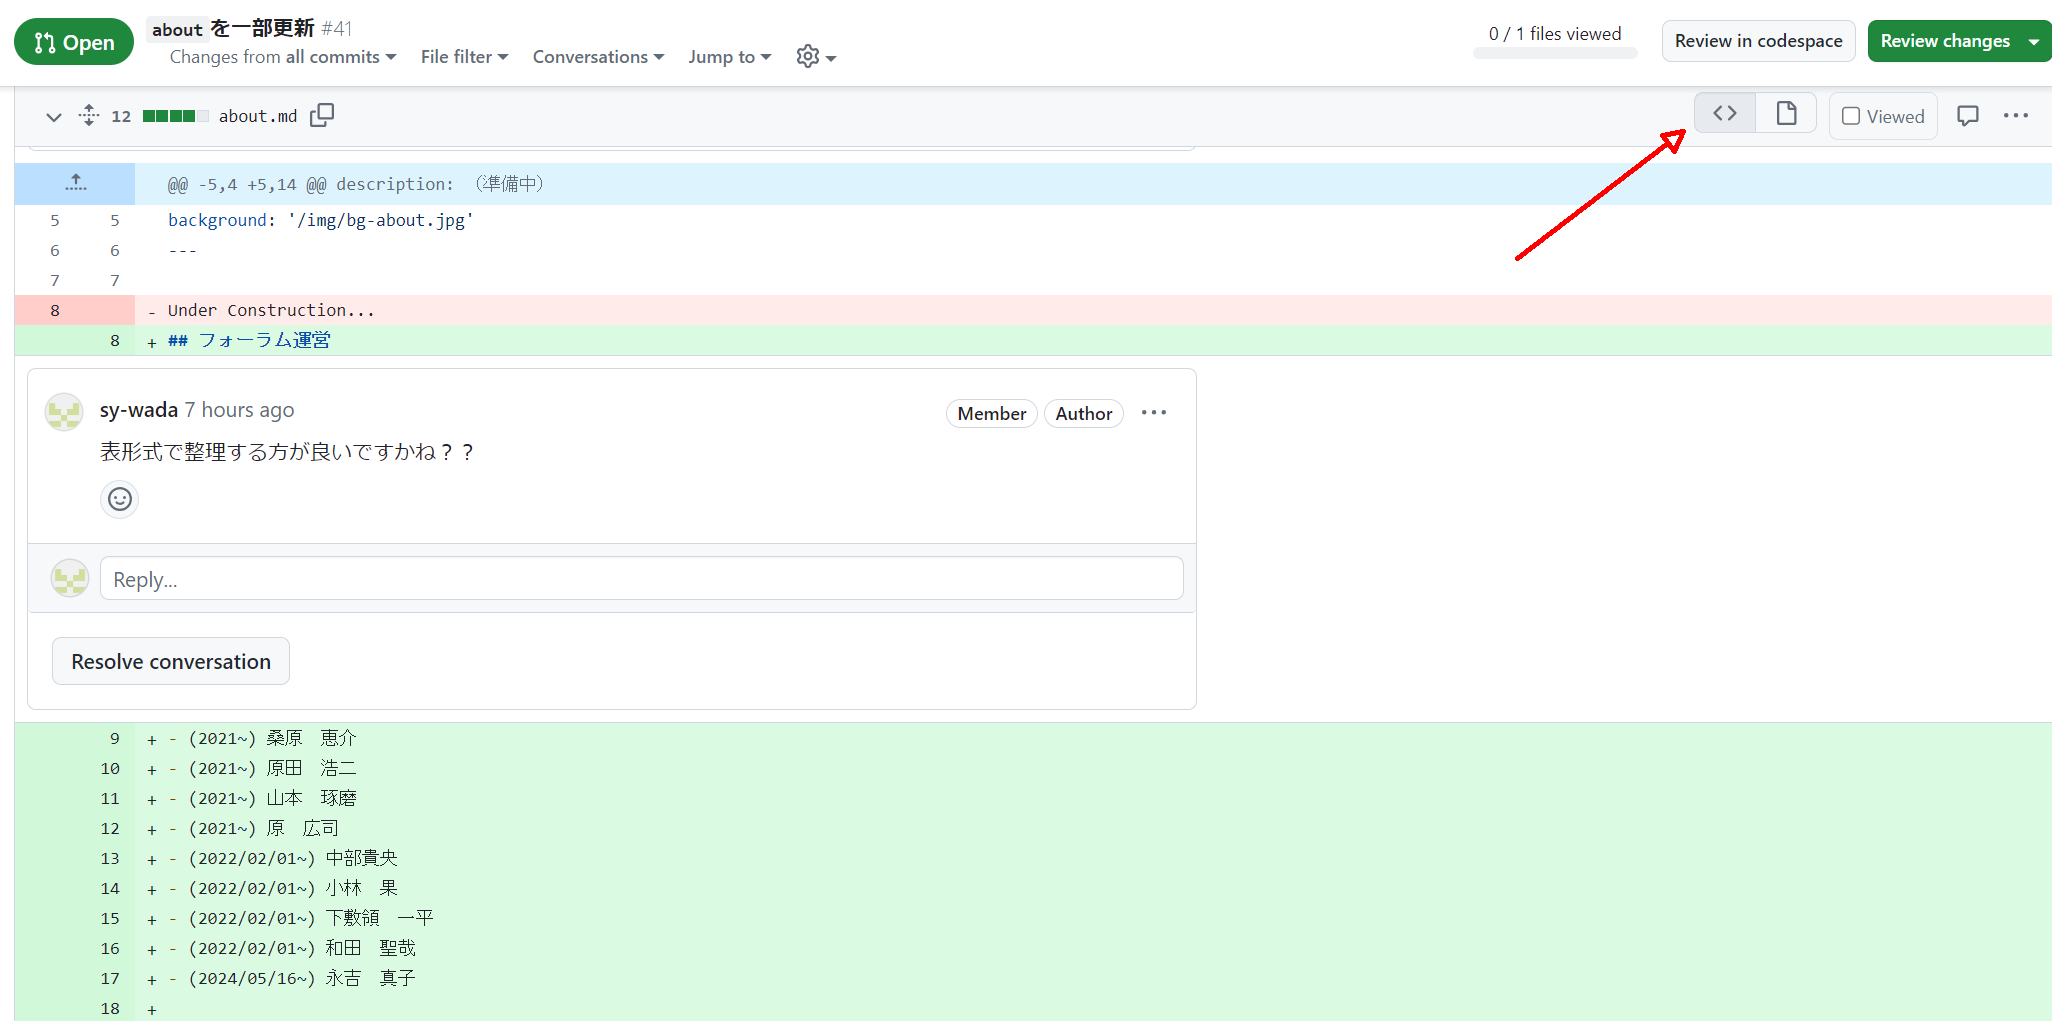 Open
aboutを一部更新 #41
Changes from all commits File filter Conversations Jump to
0 / 1 files viewed
Review in codespace
Review changes
12 about.md
Viewed
@@ -5,4 +5,14 @@ description: （準備中）
5 5 background: '/img/bg-about.jpg'
6 6 ---
7 7
8 - Under Construction...
8 + ## フォーラム運営
sy-wada 7 hours ago
Member Author
表形式で整理する方が良いですかね？？
Reply...
Resolve conversation
9 + - (2021~) 桑原　恵介
10 + - (2021~) 原田　浩二
11 + - (2021~) 山本　琢磨
12 + - (2021~) 原　広司
13 + - (2022/02/01~) 中部貴央
14 + - (2022/02/01~) 小林　果
15 + - (2022/02/01~) 下敷領　一平
16 + - (2022/02/01~) 和田　聖哉
17 + - (2024/05/16~) 永吉　真子
18 +